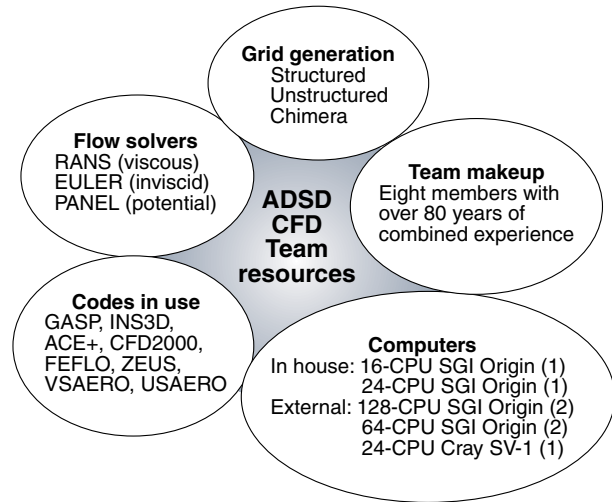 Grid generation
Structured
Unstructured
Chimera
Flow solvers
RANS (viscous)
EULER (inviscid)
PANEL (potential)
Team makeup
Eight members with
over 80 years of
combined experience
ADSD
CFD
Team
resources
Codes in use
GASP, INS3D,
ACE+, CFD2000,
FEFLO, ZEUS,
VSAERO, USAERO
Computers
In house: 16-CPU SGI Origin (1)
24-CPU SGI Origin (1)
External: 128-CPU SGI Origin (2)
64-CPU SGI Origin (2)
24-CPU Cray SV-1 (1)